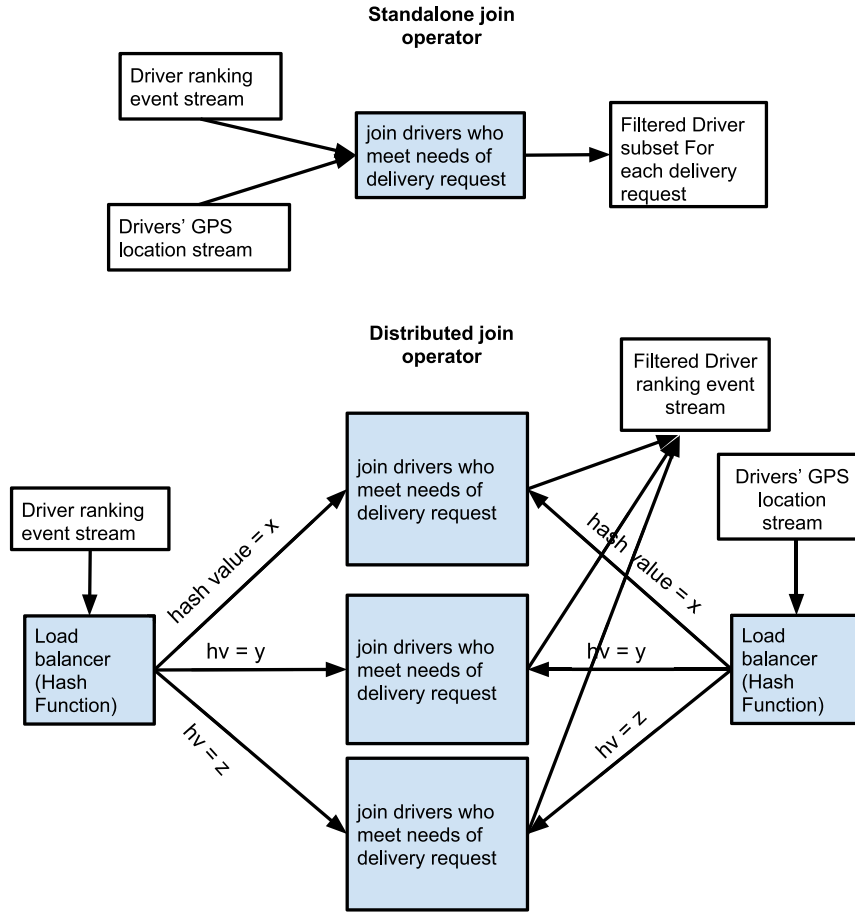 Standalone join
operator
Driver ranking
event stream
join drivers who
meet needs of
delivery request
Filtered Driver
subset For
each delivery
request
Drivers' GPS
location stream
Distributed join
operator
Filtered Driver
ranking event
stream
join drivers who
meet needs of
delivery request
Drivers' GPS
location
stream
Driver ranking
event stream
hash value = x
hash value = x
Load
balancer
(Hash
Function)
hv = y
join drivers who
meet needs of
delivery request
hv = y
Load
balancer
(Hash
Function)
hv = z
hv = z
join drivers who
meet needs of
delivery request